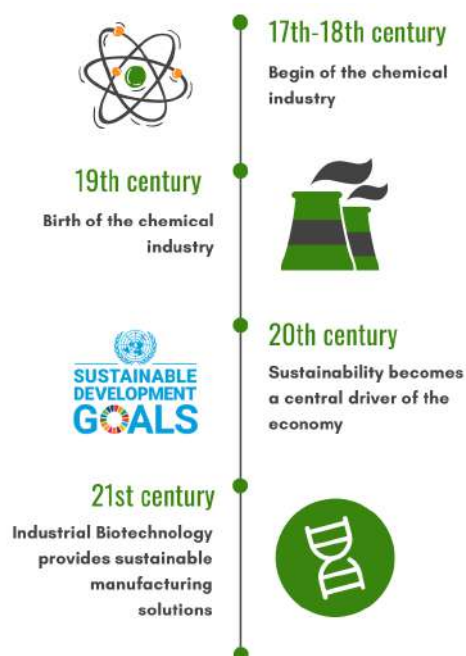 17th-18th century
Begin of the chemical
industry
19th century
Birth of the chemical
industry
SUSTAINABLE
DEVELOPMENT
GOALS
20th century
Sustainability becomes
a central driver of the
economy
21st century
Industrial Biotechnology
provides sustainable
manufacturing
solutions